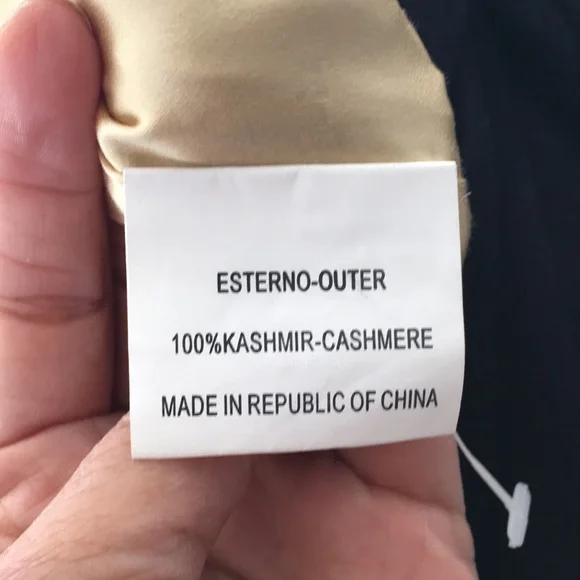 ESTERNO-OUTER
100%KASHMIR-CASHMERE
MADE IN REPUBLIC OF CHINA